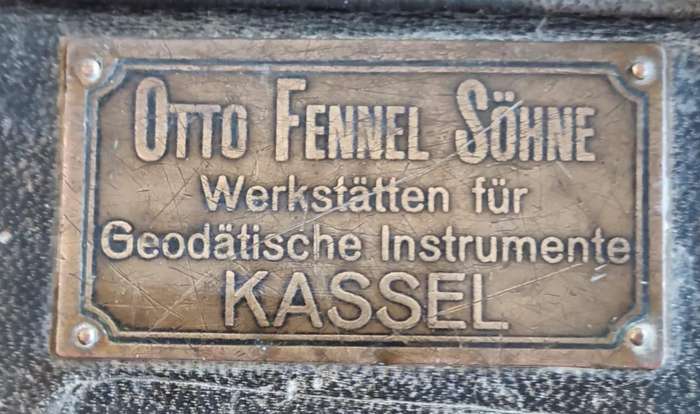 OTTO FENNEL SÖHNE
Werkstätten für
Geodätische Instrumente
KASSEL